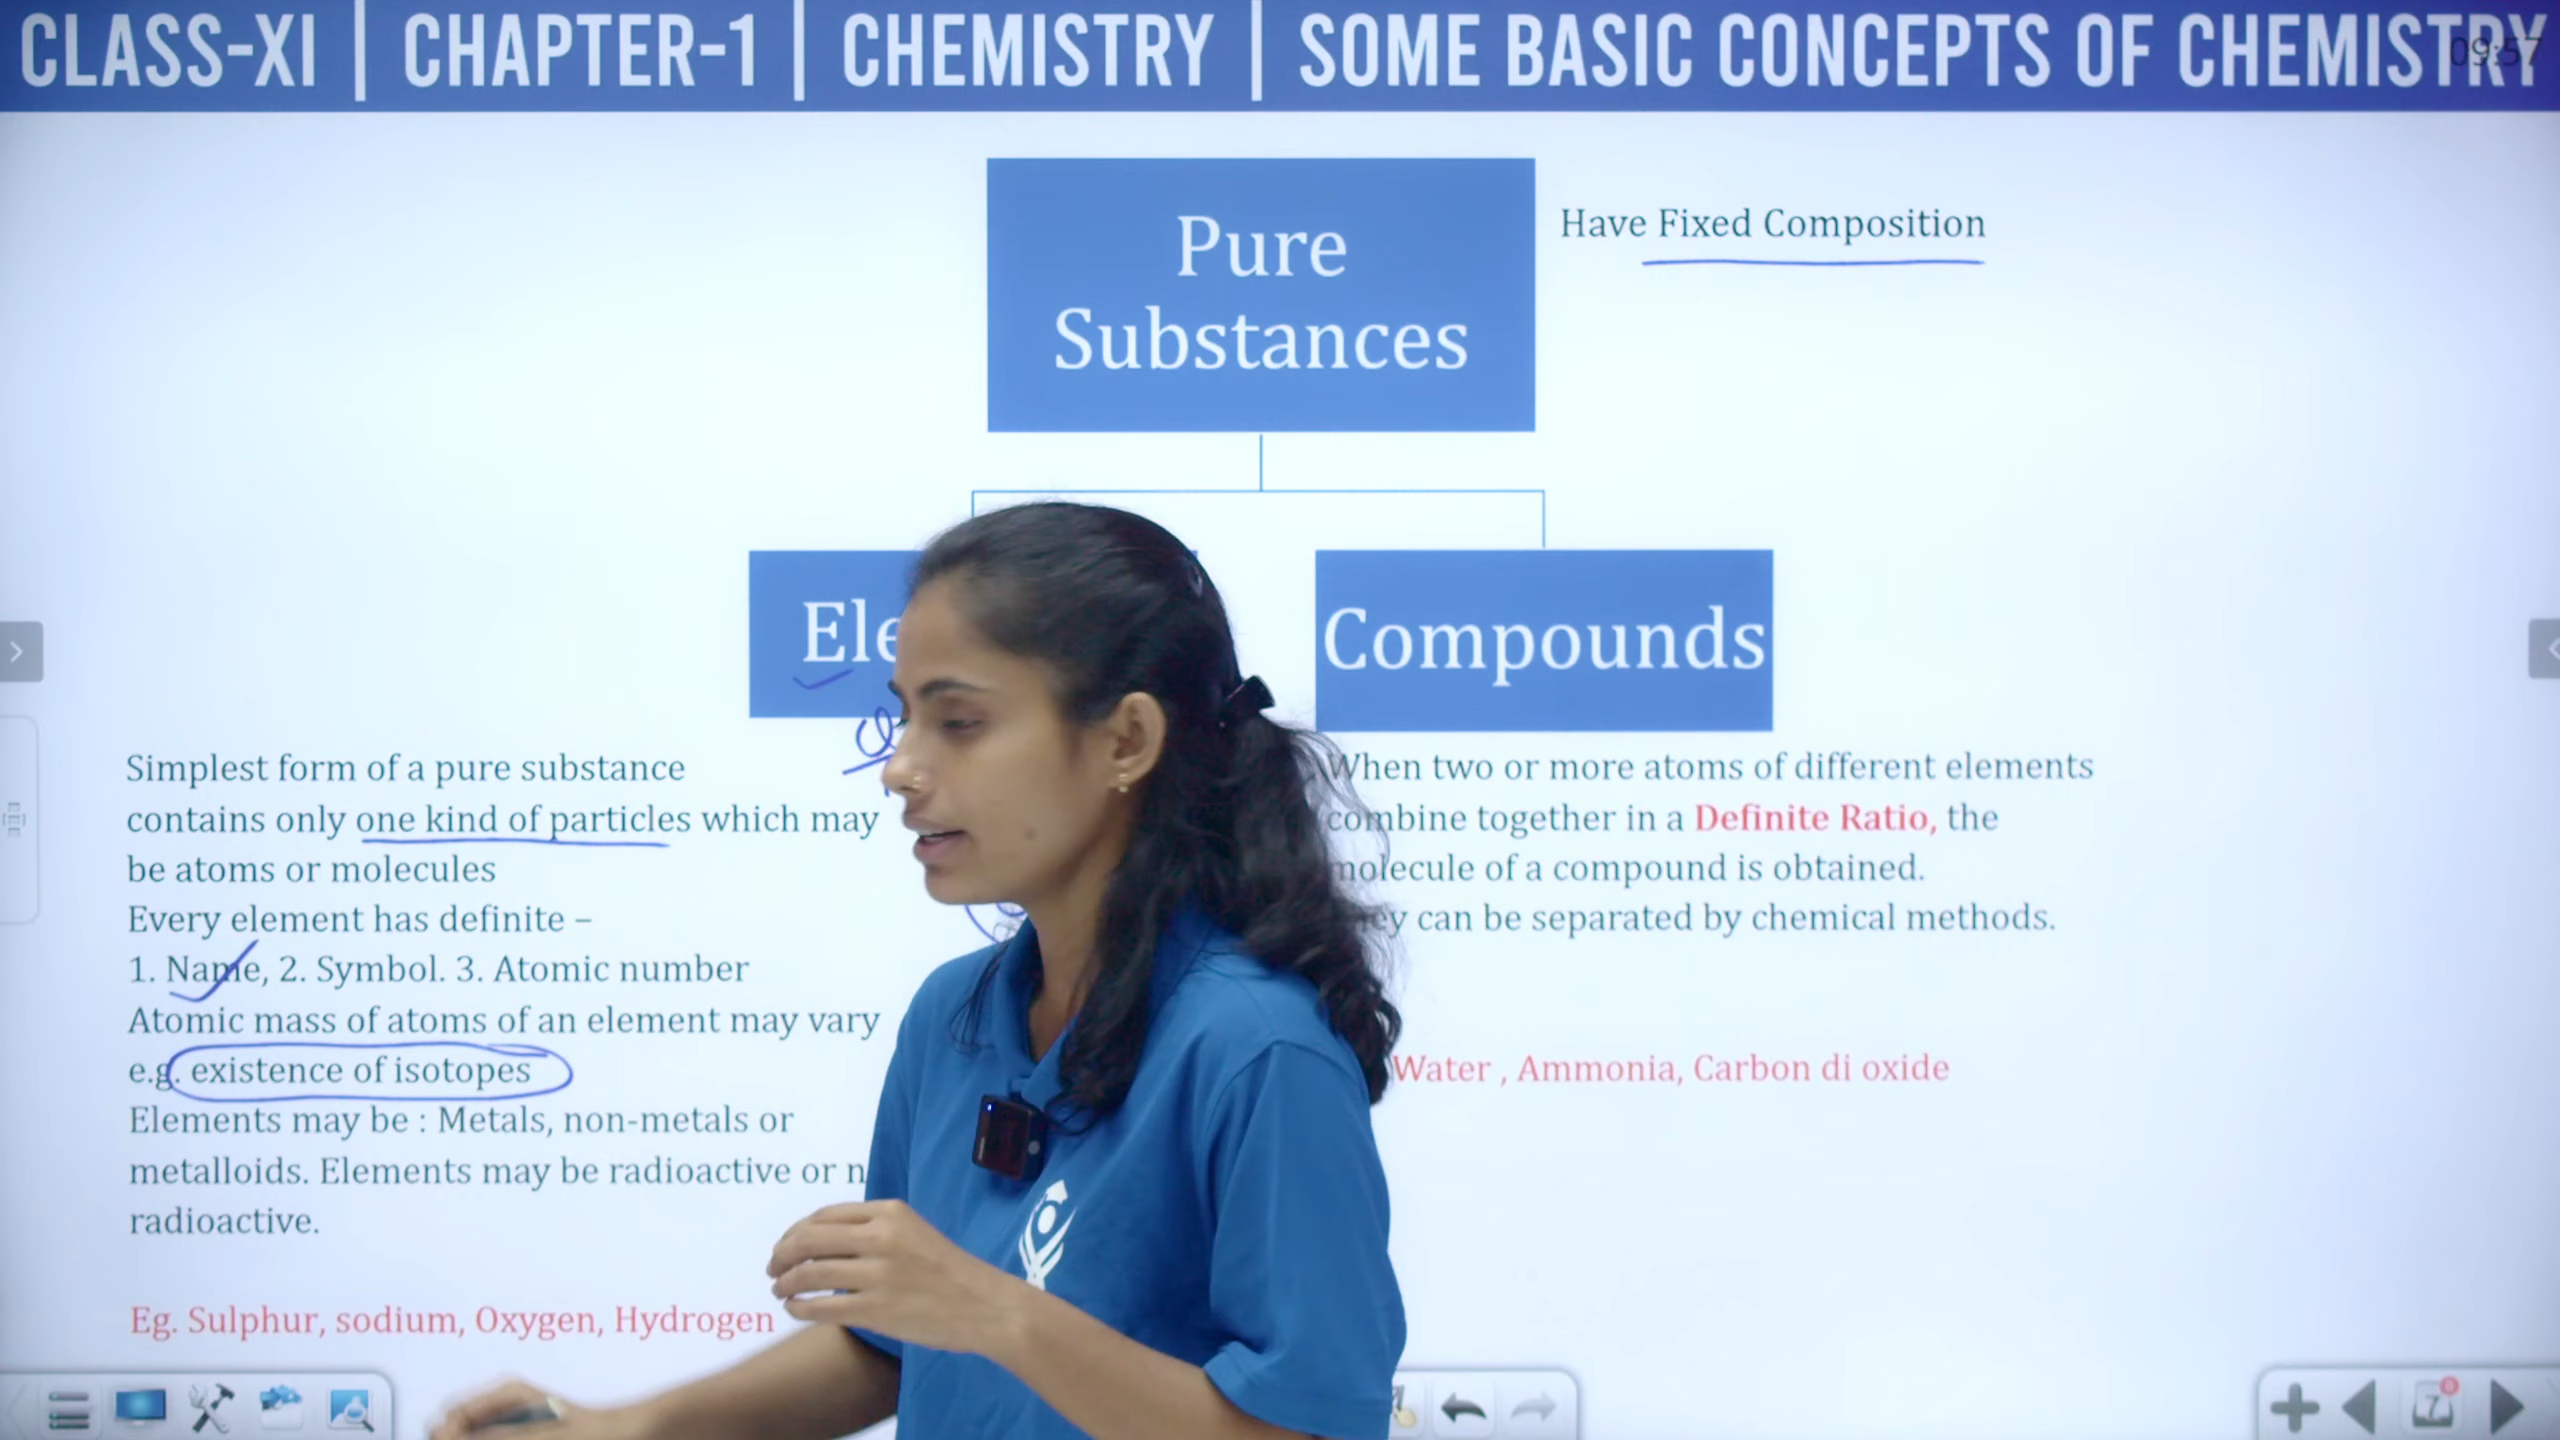 CLASS-XI | CHAPTER-1 | CHEMISTRY | SOME BASIC CONCEPTS OF CHEMISTRY
09:57
Pure
Substances
Have Fixed Composition
Compounds
Simplest form of a pure substance
contains only one kind of particles which may
be atoms or molecules
Every element has definite –
1. Name, 2. Symbol. 3. Atomic number
Atomic mass of atoms of an element may vary
e.g. existence of isotopes
Elements may be : Metals, non-metals or
metalloids. Elements may be radioactive or
radioactive.
Eg. Sulphur, sodium, Oxygen, Hydrogen
When two or more atoms of different elements
combine together in a Definite Ratio, the
molecule of a compound is obtained.
can be separated by chemical methods.
Water , Ammonia, Carbon di oxide
7